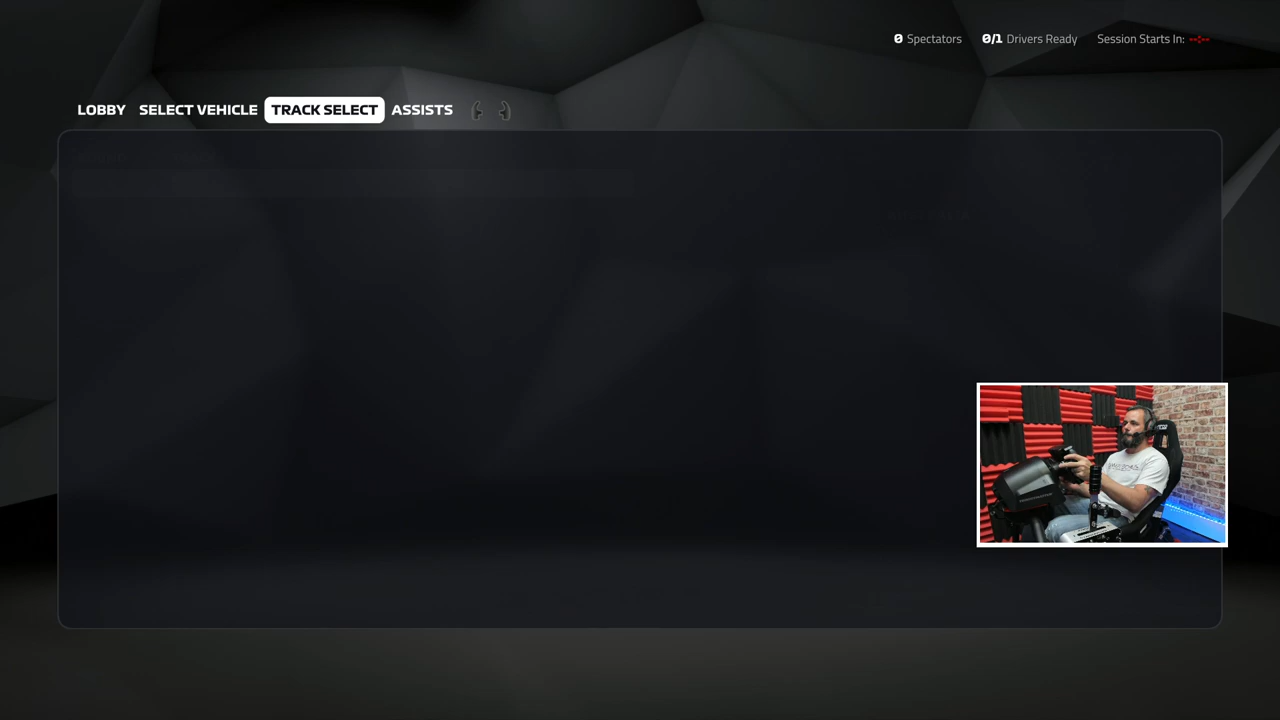 0 Spectators 0/1 Drivers Ready Session Starts In: --:--
LOBBY SELECT VEHICLE TRACK SELECT ASSISTS